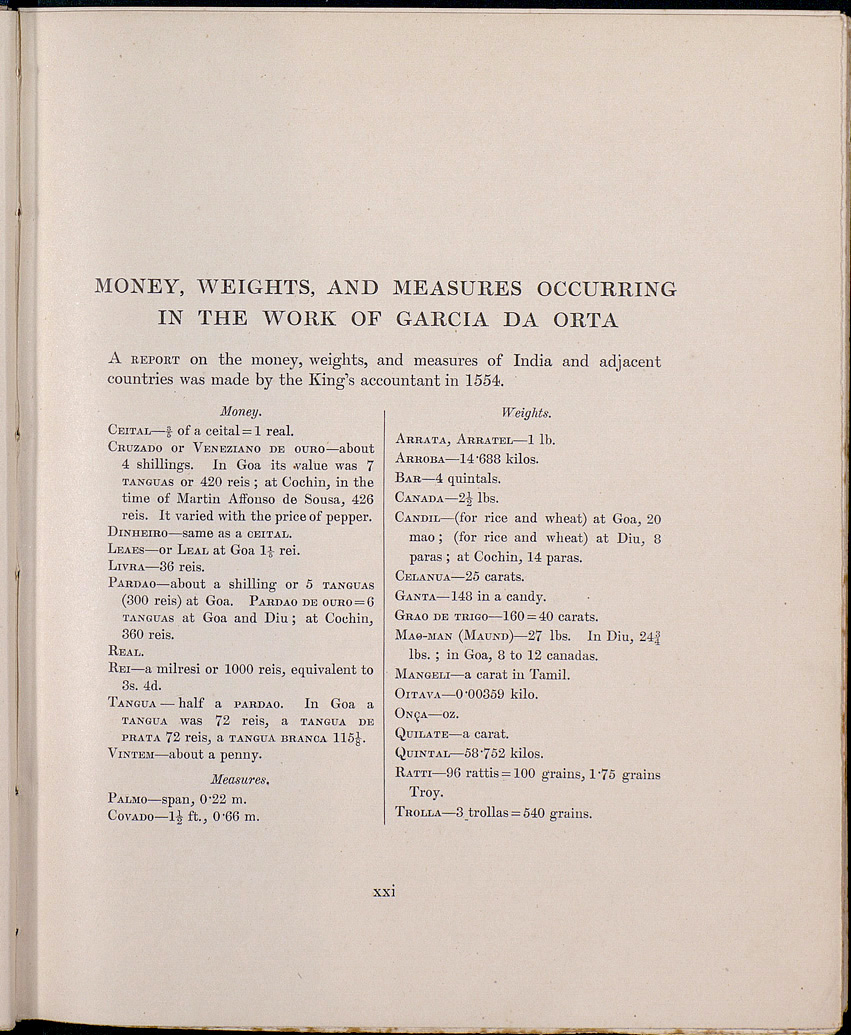 MONEY, WEIGHTS, AND MEASURES OCCURRING
IN THE WORK OF GARCIA DA ORTA
A REPORT on the money, weights, and measures of India and adjacent
countries was made by the King's accountant in 1554.
Money.
CEITAL—⅗ of a ceital=1 real.
CRUZADO or VENEZIANO DE OURO—about
4 shillings. In Goa its value was 7
TANGUAS or 420 reis; at Cochin, in the
time of Martin Affonso de Sousa, 426
reis. It varied with the price of pepper.
DINHEIRO—same as a CEITAL.
LEAES—or LEAL at Goa 1⅕ rei.
LIVRA—36 reis.
PARDAO—about a shilling or 5 TANGUAS
(300 reis) at Goa. PARDAO DE OURO=6
TANGUAS at Goa and Diu; at Cochin,
360 reis.
REAL.
REI—a milresi or 1000 reis, equivalent to
3s. 4d.
TANGUA—half a PARDAO. In Goa a
TANGUA was 72 reis, a TANGUA DE
PRATA 72 reis, a TANGUA BRANCA 115⅕.
VINTEM—about a penny.
Measures.
PALMO—span, 0·22 m.
COVADO—1½ ft., 0·66 m.
Weights.
ARRATA, ARRATEL—1 lb.
ARROBA—14·688 kilos.
BAR—4 quintals.
CANADA—2½ lbs.
CANDIL—(for rice and wheat) at Goa, 20
mao; (for rice and wheat) at Diu, 8
paras; at Cochin, 14 paras.
CELANUA—25 carats.
GANTA—148 in a candy.
GRAO DE TRIGO—160=40 carats.
MAO-MAN (MAUND)—27 lbs. In Diu, 24¾
lbs.; in Goa, 8 to 12 canadas.
MANGELI—a carat in Tamil.
OITAVA—0·00359 kilo.
ONÇA—oz.
QUILATE—a carat.
QUINTAL—58·752 kilos.
RATTI—96 rattis=100 grains, 1·75 grains
Troy.
TROLLA—3 trollas=540 grains.
xxi